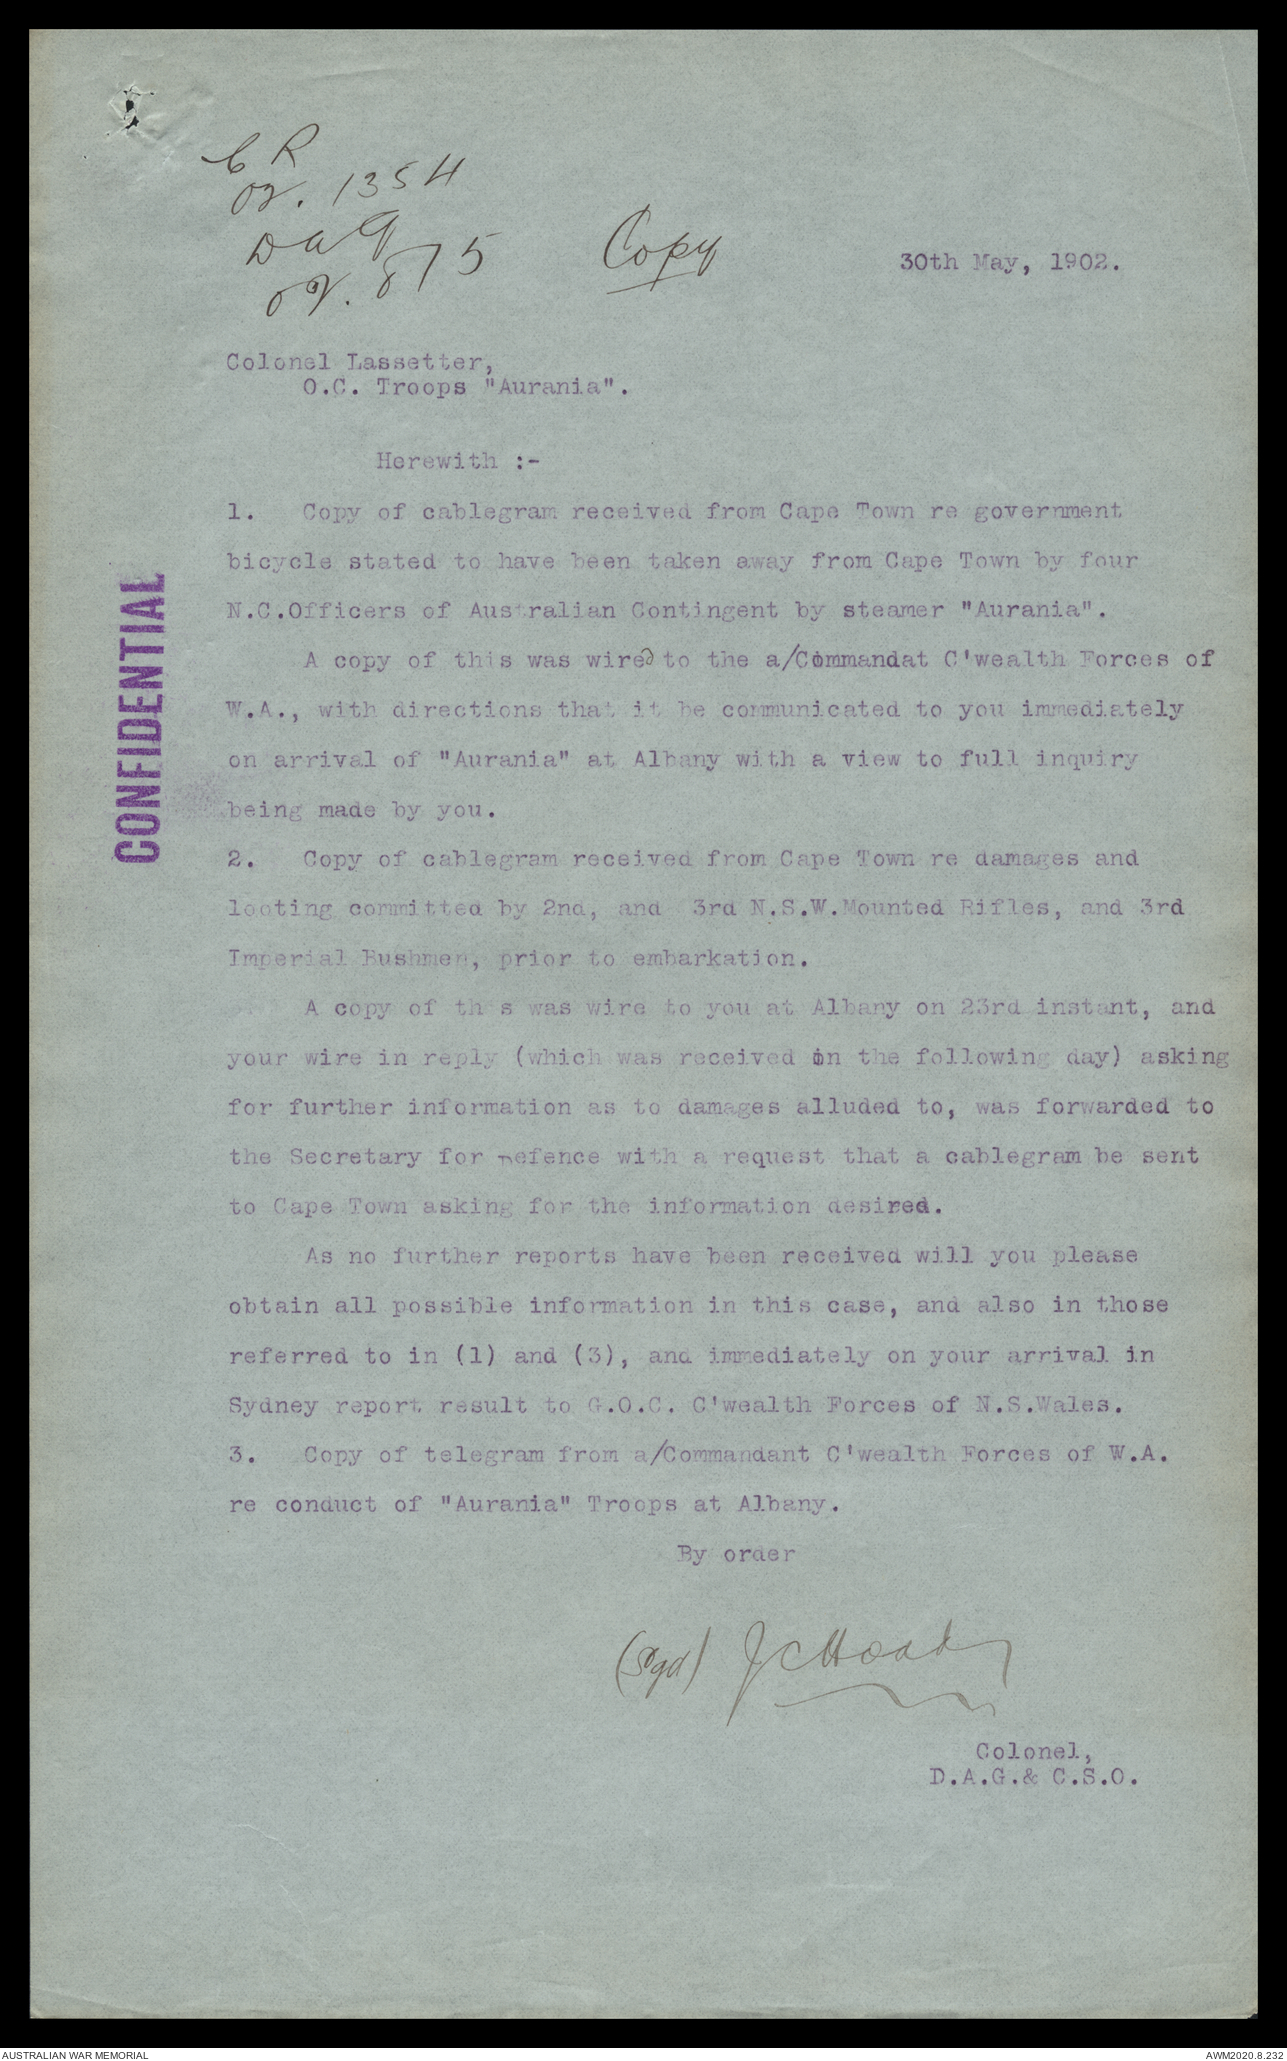 C R
02. 1354
D A G
02. 875
Copy
30th May, 1902.
Colonel Lassetter,
O.C. Troops "Aurania".
Herewith :-
1. Copy of cablegram received from Cape Town re government
bicycle stated to have been taken away from Cape Town by four
N.C.Officers of Australian Contingent by steamer "Aurania".
A copy of this was wired to the a/Commandat C'wealth Forces of
W.A., with directions that it be communicated to you immediately
on arrival of "Aurania" at Albany with a view to full inquiry
being made by you.
2. Copy of cablegram received from Cape Town re damages and
looting committed by 2nd, and 3rd N.S.W.Mounted Rifles, and 3rd
Imperial Bushmen, prior to embarkation.
A copy of this was wire to you at Albany on 23rd instant, and
your wire in reply (which was received on the following day) asking
for further information as to damages alluded to, was forwarded to
the Secretary for Defence with a request that a cablegram be sent
to Cape Town asking for the information desired.
As no further reports have been received will you please
obtain all possible information in this case, and also in those
referred to in (1) and (3), and immediately on your arrival in
Sydney report result to G.O.C. C'wealth Forces of N.S.Wales.
3. Copy of telegram from a/Commandant C'wealth Forces of W.A.
re conduct of "Aurania" Troops at Albany.
By order
(sgd) J C Hoad
Colonel,
D.A.G.& C.S.O.
CONFIDENTIAL
AUSTRALIAN WAR MEMORIAL
AWM2020.8.232